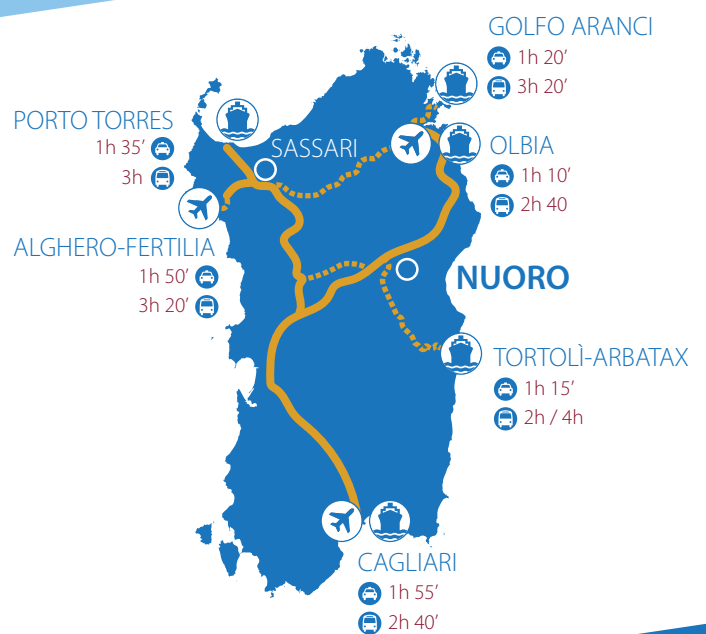 GOLFO ARANCI
1h 20’
3h 20’
PORTO TORRES
1h 35’
3h
SASSARI
OLBIA
1h 10’
2h 40
ALGHERO-FERTILIA
1h 50’
3h 20’
NUORO
TORTOLÌ-ARBATAX
1h 15’
2h / 4h
CAGLIARI
1h 55’
2h 40’